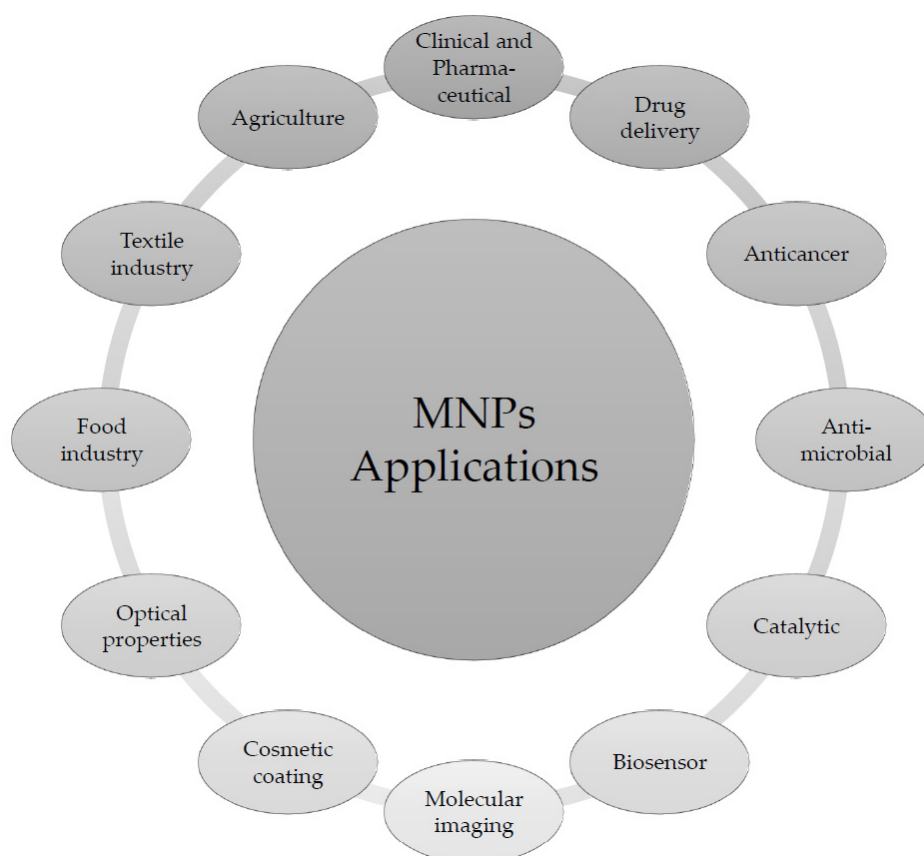 Clinical and
Pharma-
ceutical
Drug
delivery
Anticancer
Anti-
microbial
Catalytic
Biosensor
Molecular
imaging
Cosmetic
coating
Optical
properties
Food
industry
Textile
industry
Agriculture
MNPs
Applications